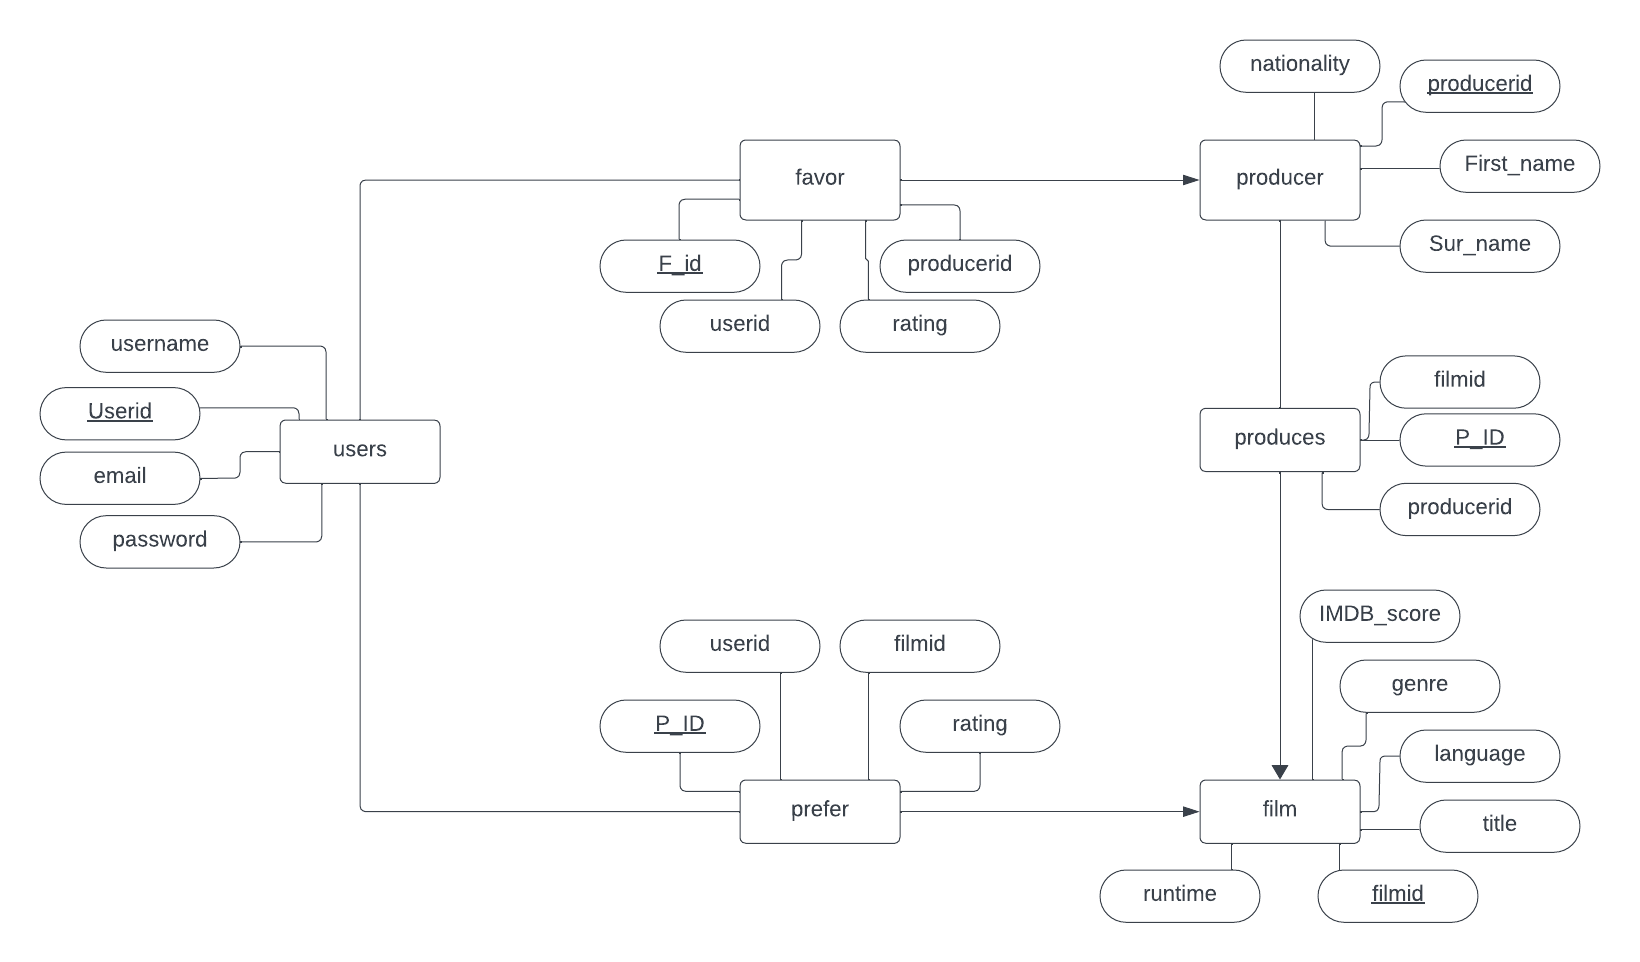 nationality
producerid
favor
producer
First_name
Sur_name
F_id
producerid
userid
rating
username
Userid
users
email
password
filmid
produces
P_ID
producerid
IMDB_score
userid
filmid
genre
P_ID
rating
language
prefer
film
title
runtime
filmid